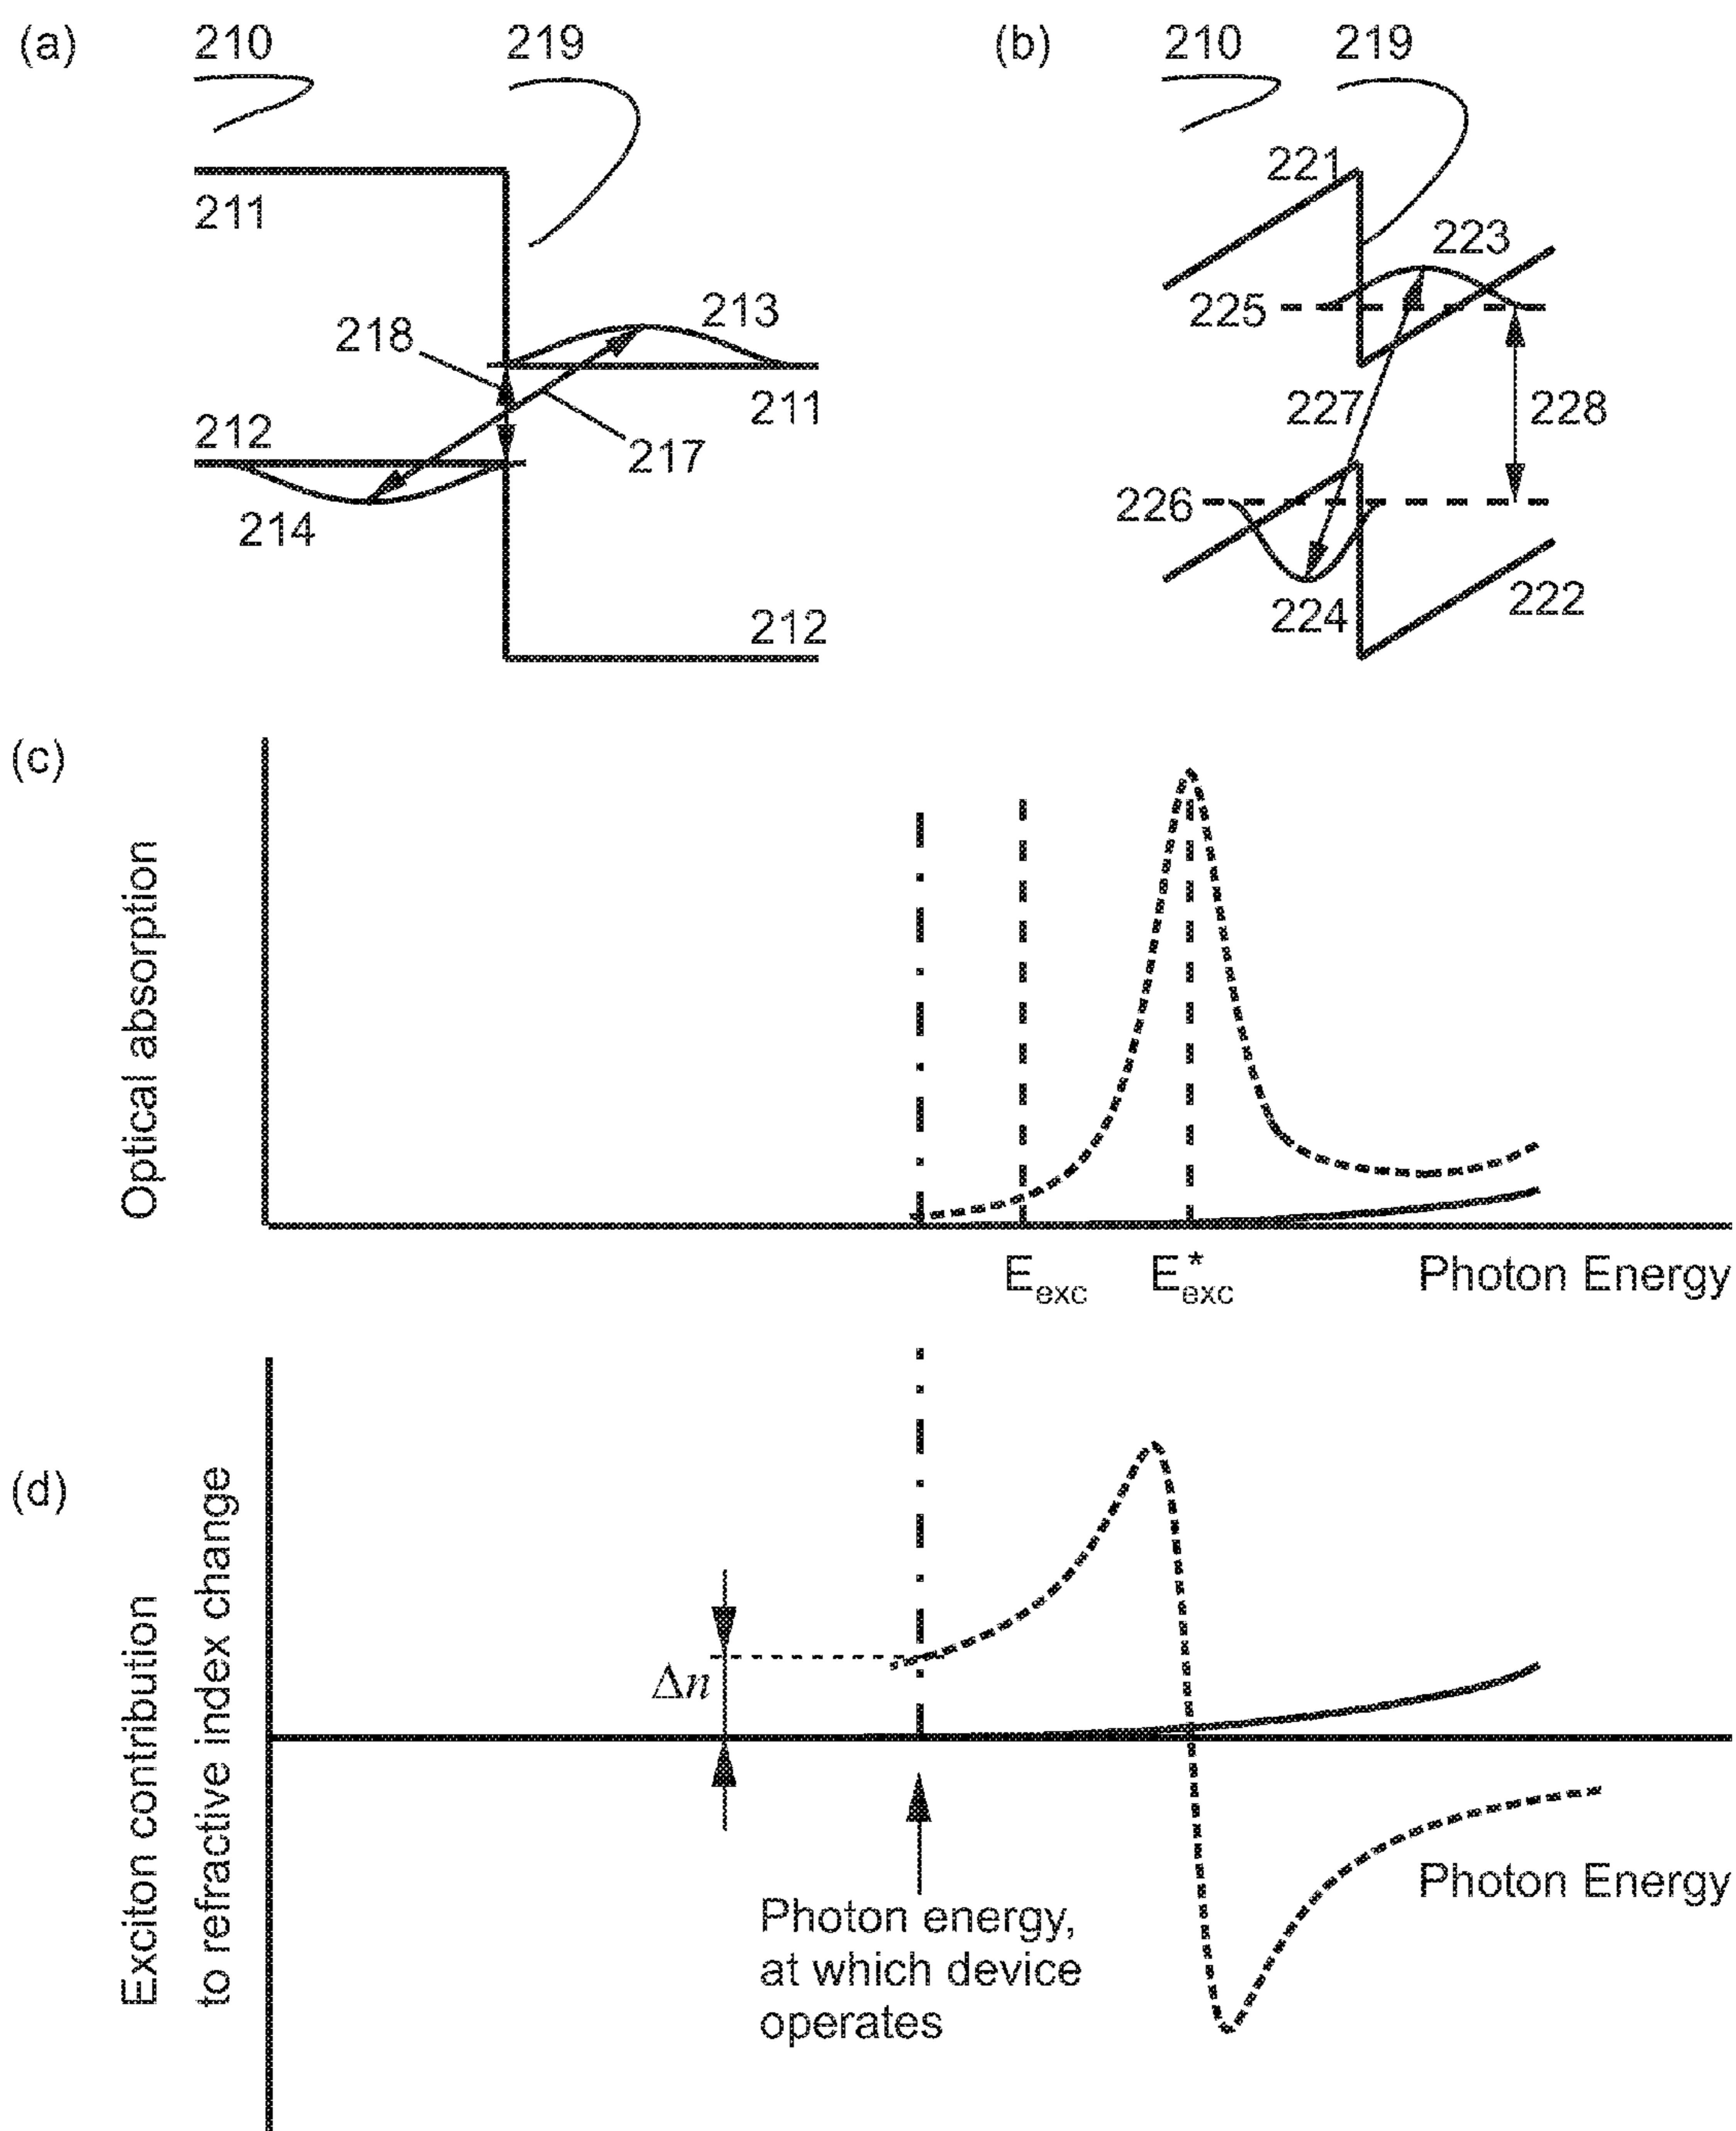 (a)
210
219
211
218
213
211
212
217
214
212
(b)
210
219
221
223
225
227
228
226
224
222
(c)
Optical absorption
E_exc
E*_exc
Photon Energy
(d)
Exciton contribution
to refractive index change
Δn
Photon Energy
Photon energy,
at which device
operates